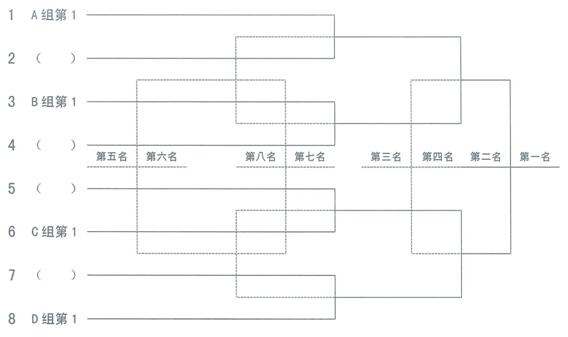 1 A组第1
2 （ ）
3 B组第1
4 （ ）
第五名 第六名 第八名 第七名 第三名 第四名 第二名 第一名
5 （ ）
6 C组第1
7 （ ）
8 D组第1